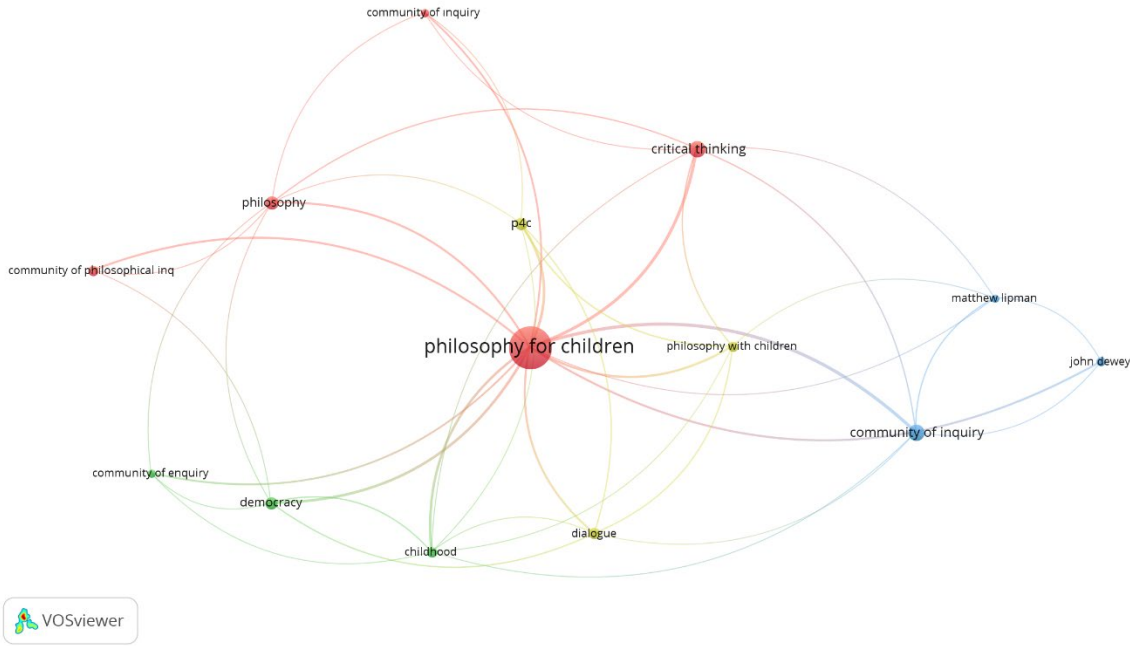 community of inquiry
critical thinking
philosophy
p4c
community of philosophical inq
matthew lipman
philosophy for children
philosophy with children
john dewey
community of inquiry
community of enquiry
democracy
dialogue
childhood
VOSviewer